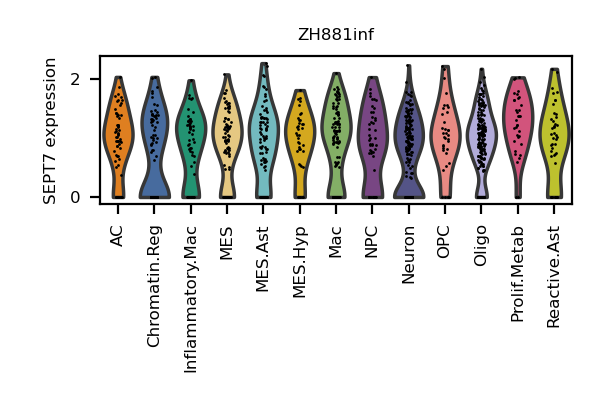 ZH881inf
SEPT7 expression
2
0
AC
Chromatin.Reg
Inflammatory.Mac
MES
MES.Ast
MES.Hyp
Mac
NPC
Neuron
OPC
Oligo
Prolif.Metab
Reactive.Ast